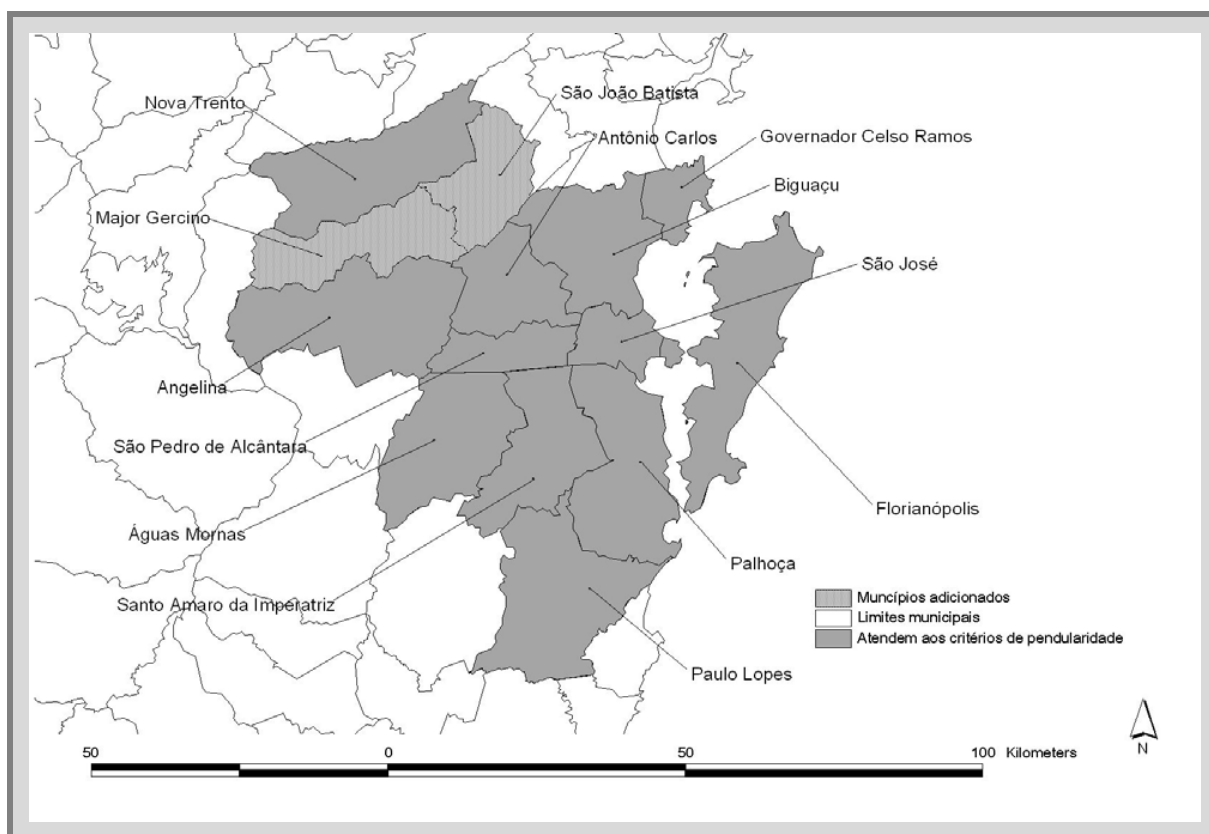 São João Batista
Nova Trento
Antônio Carlos
Governador Celso Ramos
Biguaçu
Major Gercino
São José
Angelina
São Pedro de Alcântara
Florianópolis
Águas Mornas
Palhoça
Santo Amaro da Imperatriz
Muncípios adicionados
Limites municipais
Atendem aos critérios de pendularidade
Paulo Lopes
N
50 0 50 100 Kilometers